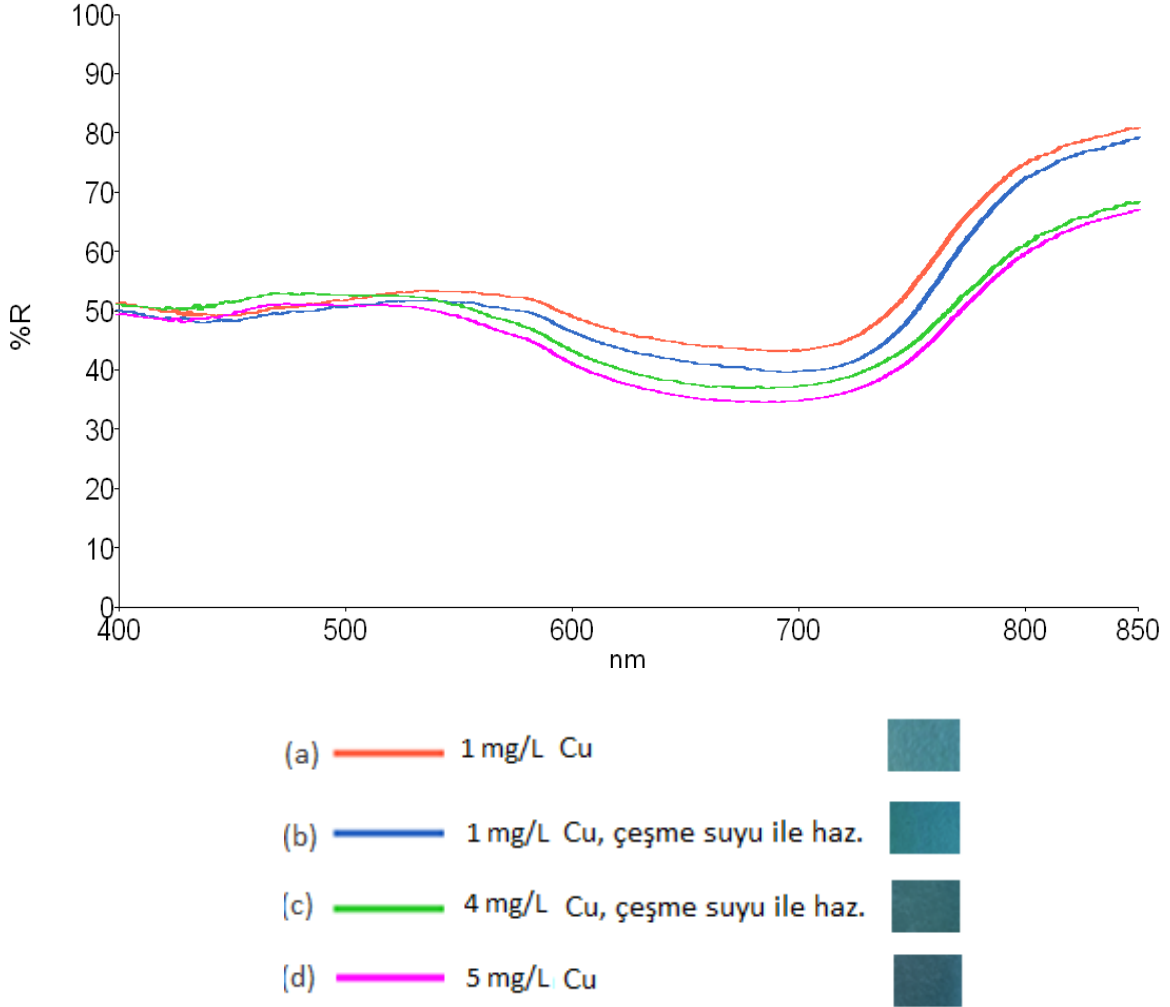 100
90
80
70
60
50
40
30
20
10
0
%R
400 500 600 700 800 850
nm
(a) 1 mg/L Cu
(b) 1 mg/L Cu, çeşme suyu ile haz.
(c) 4 mg/L Cu, çeşme suyu ile haz.
(d) 5 mg/L Cu